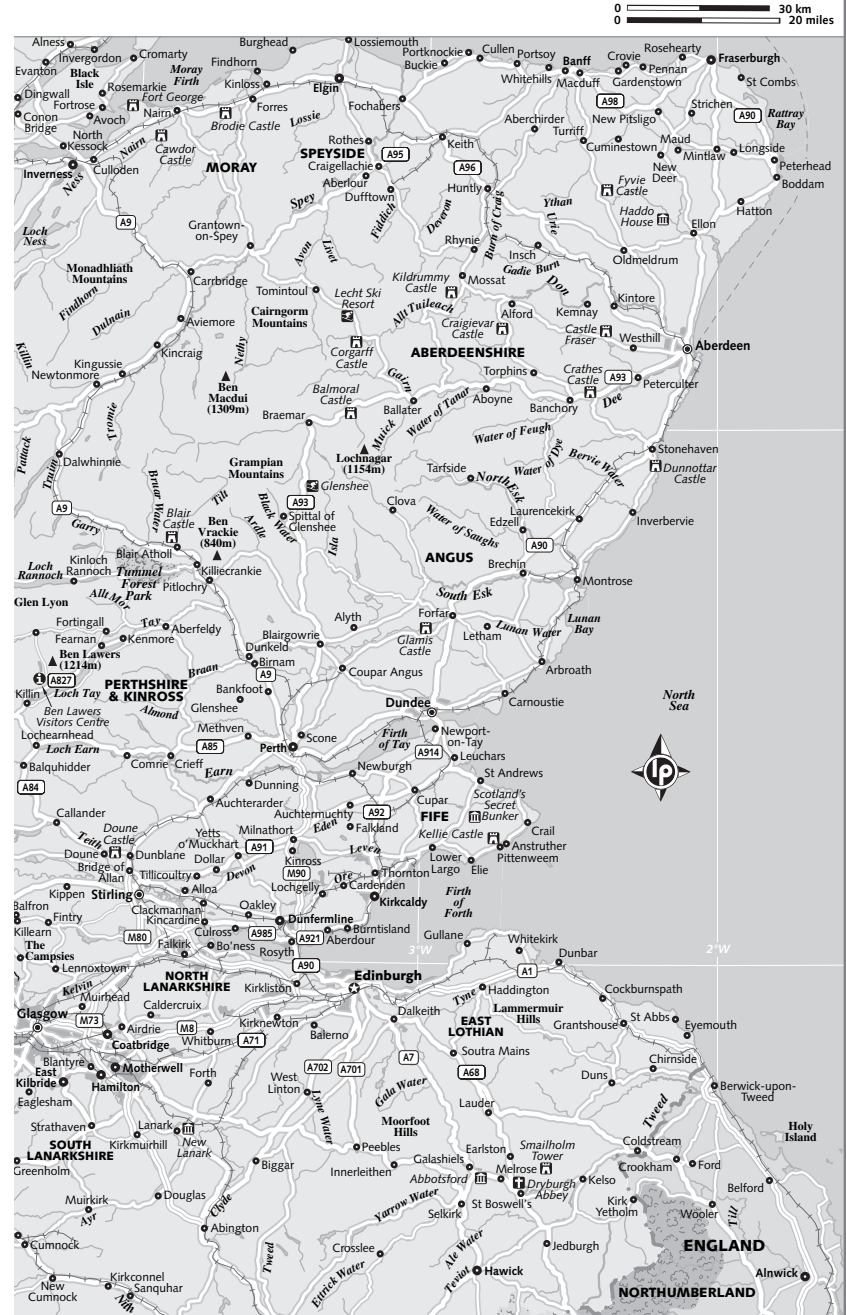 0 30 km
0 20 miles
Alness
Invergordon
Cromarty
Evanton
Black
Isle
Moray
Firth
Burghead
Lossiemouth
Findhorn
Portknockie
Buckie
Cullen
Portsoy
Whitehills
Banff
Macduff
Crovie
Gardenstown
Pennan
Rosehearty
Fraserburgh
St Combs
Dingwall
Rosemarkie
Fortrose
Fort George
Avoch
Conon
Bridge
North
Kessock
Nairn
Kinloss
Forres
Brodie Castle
Elgin
Lossie
Fochabers
A98
Strichen
A90
Rattray
Bay
Aberchirder
New Pitsligo
Turriff
Cuminestown
Maud
Mintlaw
Longside
New
Deer
Peterhead
Boddam
Inverness
Culloden
Nairn
Cawdor
Castle
Ness
MORAY
Rothes
SPEYSIDE
A95
Craigellachie
Aberlour
Dufftown
Keith
A96
Huntly
Fyvie
Castle
Haddo
House
Hatton
Ellon
A9
Loch
Ness
Grantown-
on-Spey
Spey
Fiddich
Deveron
Burn of Craig
Ythan
Urie
Rhynie
Insch
Gadie Burn
Oldmeldrum
Monadhliath
Mountains
Findhorn
Dulnain
Carrbridge
Avon
Livet
Tomintoul
Lecht Ski
Resort
Kildrummy
Castle
Mossat
Don
Kintore
Cairngorm
Mountains
Allt Tuileach
Alford
Kemnay
Craigievar
Castle
Castle
Fraser
Westhill
Aberdeen
Aviemore
Kincraig
Nethy
Corgarff
Castle
ABERDEENSHIRE
Killin
Kingussie
Newtonmore
Ben
Macdui
(1309m)
Balmoral
Castle
Gairn
Torphins
Crathes
Castle
A93
Peterculter
Braemar
Ballater
Aboyne
Banchory
Dee
Water of Tanar
Muick
Water of Feugh
Pattack
Truim
Tromie
Dalwhinnie
Lochnagar
(1154m)
Grampian
Mountains
Stonehaven
Dunnottar
Castle
Water of Dye
Bervie Water
Tarfside
North Esk
Glenshee
A9
Bruar Water
Tilt
A93
Spittal of
Glenshee
Black Water
Clova
Laurencekirk
Inverbervie
Garry
Blair
Castle
Ben
Vrackie
(840m)
Ardle
Isla
Water of Saughs
Edzell
A90
Blair Atholl
ANGUS
Kinloch
Rannoch
Loch
Rannoch
Killiecrankie
Tummel
Forest
Park
Pitlochry
Brechin
Montrose
Allt Mor
Glen Lyon
South Esk
Tay
Fortingall
Fearnan
Kenmore
Aberfeldy
Alyth
Forfar
Lunan
Bay
Lunan Water
Blairgowrie
Glamis
Castle
Letham
Ben Lawers
(1214m)
Dunkeld
Birnam
Braan
Arbroath
A827
Loch Tay
Killin
PERTHSHIRE
& KINROSS
A9
Coupar Angus
Bankfoot
Carnoustie
Ben Lawers
Visitors Centre
Almond
Glenshee
Dundee
North
Sea
Lochearnhead
Methven
Scone
Firth
of Tay
Newport-
on-Tay
Loch Earn
A85
Perth
A914
Leuchars
Balquhidder
Comrie
Crieff
Earn
Newburgh
lp
A84
Dunning
St Andrews
Auchterarder
Scotland's
Secret
Bunker
Cupar
Callander
Auchtermuchty
A92
FIFE
Doune
Castle
Teith
Yetts
o'Muckhart
Milnathort
Eden
Falkland
Crail
Kellie Castle
Anstruther
Pittenweem
Doune
Dunblane
Dollar
A91
Kinross
Leven
Lower
Largo
Elie
Bridge of
Allan
Tillicoultry
Devon
M90
Thornton
Ore
Cardenden
Kippen
Stirling
Alloa
Lochgelly
Kirkcaldy
Firth
of
Forth
Balfron
Fintry
Clackmannan
Kincardine
Oakley
Dunfermline
Killearn
Culross
A985
A921
Burntisland
Aberdour
The
Campsies
M80
Falkirk
Bo'ness
Rosyth
Gullane
3°W
2°W
Whitekirk
Dunbar
Lennoxtown
A90
A1
NORTH
LANARKSHIRE
Kirkliston
Edinburgh
Kelvin
Muirhead
Tyne
Haddington
Cockburnspath
Caldercruix
Glasgow
M73
Kirknewton
Dalkeith
EAST
LOTHIAN
Lammermuir
Hills
Grantshouse
St Abbs
Eyemouth
Airdrie
M8
Coatbridge
Whitburn
A71
Balerno
Soutra Mains
Chirnside
Blantyre
Motherwell
A702
A701
A7
A68
East
Kilbride
Hamilton
Forth
West
Linton
Gala Water
Duns
Berwick-upon-
Tweed
Eaglesham
Lyne Water
Lauder
Tweed
Strathaven
Lanark
New
Lanark
Moorfoot
Hills
Holy
Island
Kirkmuirhill
SOUTH
LANARKSHIRE
Peebles
Earlston
Smailholm
Tower
Coldstream
Greenholm
Biggar
Innerleithen
Galashiels
Melrose
Crookham
Ford
Abbotsford
Dryburgh
Abbey
Kelso
Belford
Muirkirk
Douglas
Clyde
Yarrow Water
St Boswell's
Kirk
Yetholm
Wooler
Ayr
Selkirk
Till
Abington
Cumnock
Crosslee
Ale Water
Jedburgh
ENGLAND
Tweed
Kirkconnel
Ettrick Water
Teviot
Hawick
Alnwick
New
Cumnock
Sanquhar
Nith
NORTHUMBERLAND